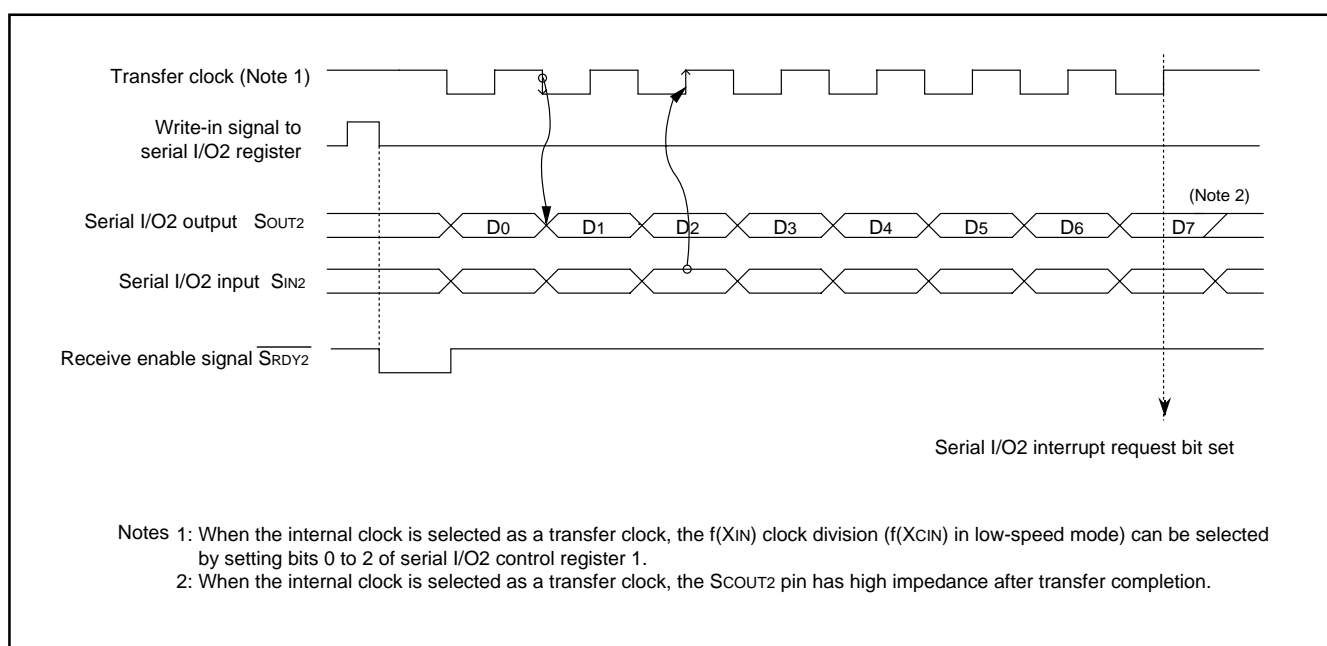 Transfer clock (Note 1)
Write-in signal to
serial I/O2 register
(Note 2)
Serial I/O2 output SOUT2
D0 D1 D2 D3 D4 D5 D6 D7
Serial I/O2 input SIN2
Receive enable signal SRDY2
Serial I/O2 interrupt request bit set
Notes 1: When the internal clock is selected as a transfer clock, the f(XIN) clock division (f(XCIN) in low-speed mode) can be selected
by setting bits 0 to 2 of serial I/O2 control register 1.
2: When the internal clock is selected as a transfer clock, the SCOUT2 pin has high impedance after transfer completion.